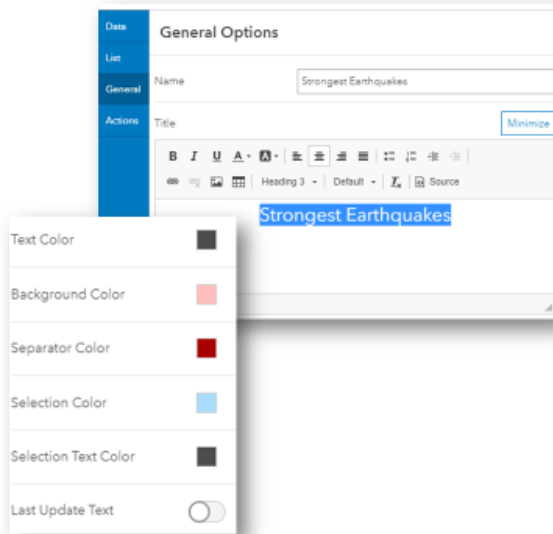 Data
General Options
List
Name
Strongest Earthquakes
General
Actions
Title
Minimize
B I U A
Heading 3
Default
Ix
Source
Strongest Earthquakes
Text Color
Background Color
Separator Color
Selection Color
Selection Text Color
Last Update Text